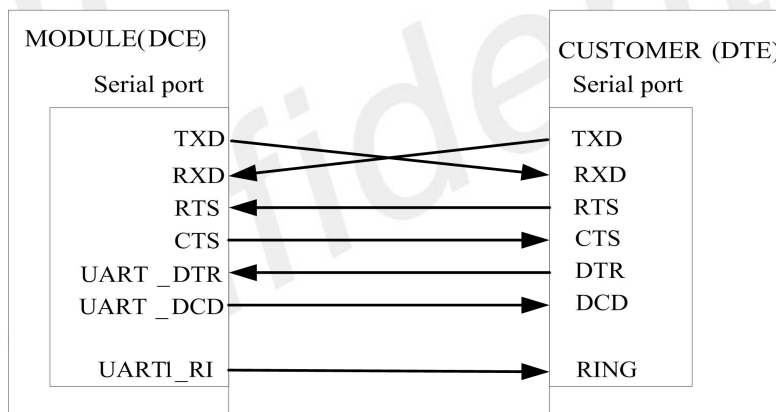 MODULE(DCE)
CUSTOMER (DTE)
Serial port
Serial port
TXD
TXD
RXD
RXD
RTS
RTS
CTS
CTS
UART _DTR
DTR
UART _DCD
DCD
UART1_RI
RING